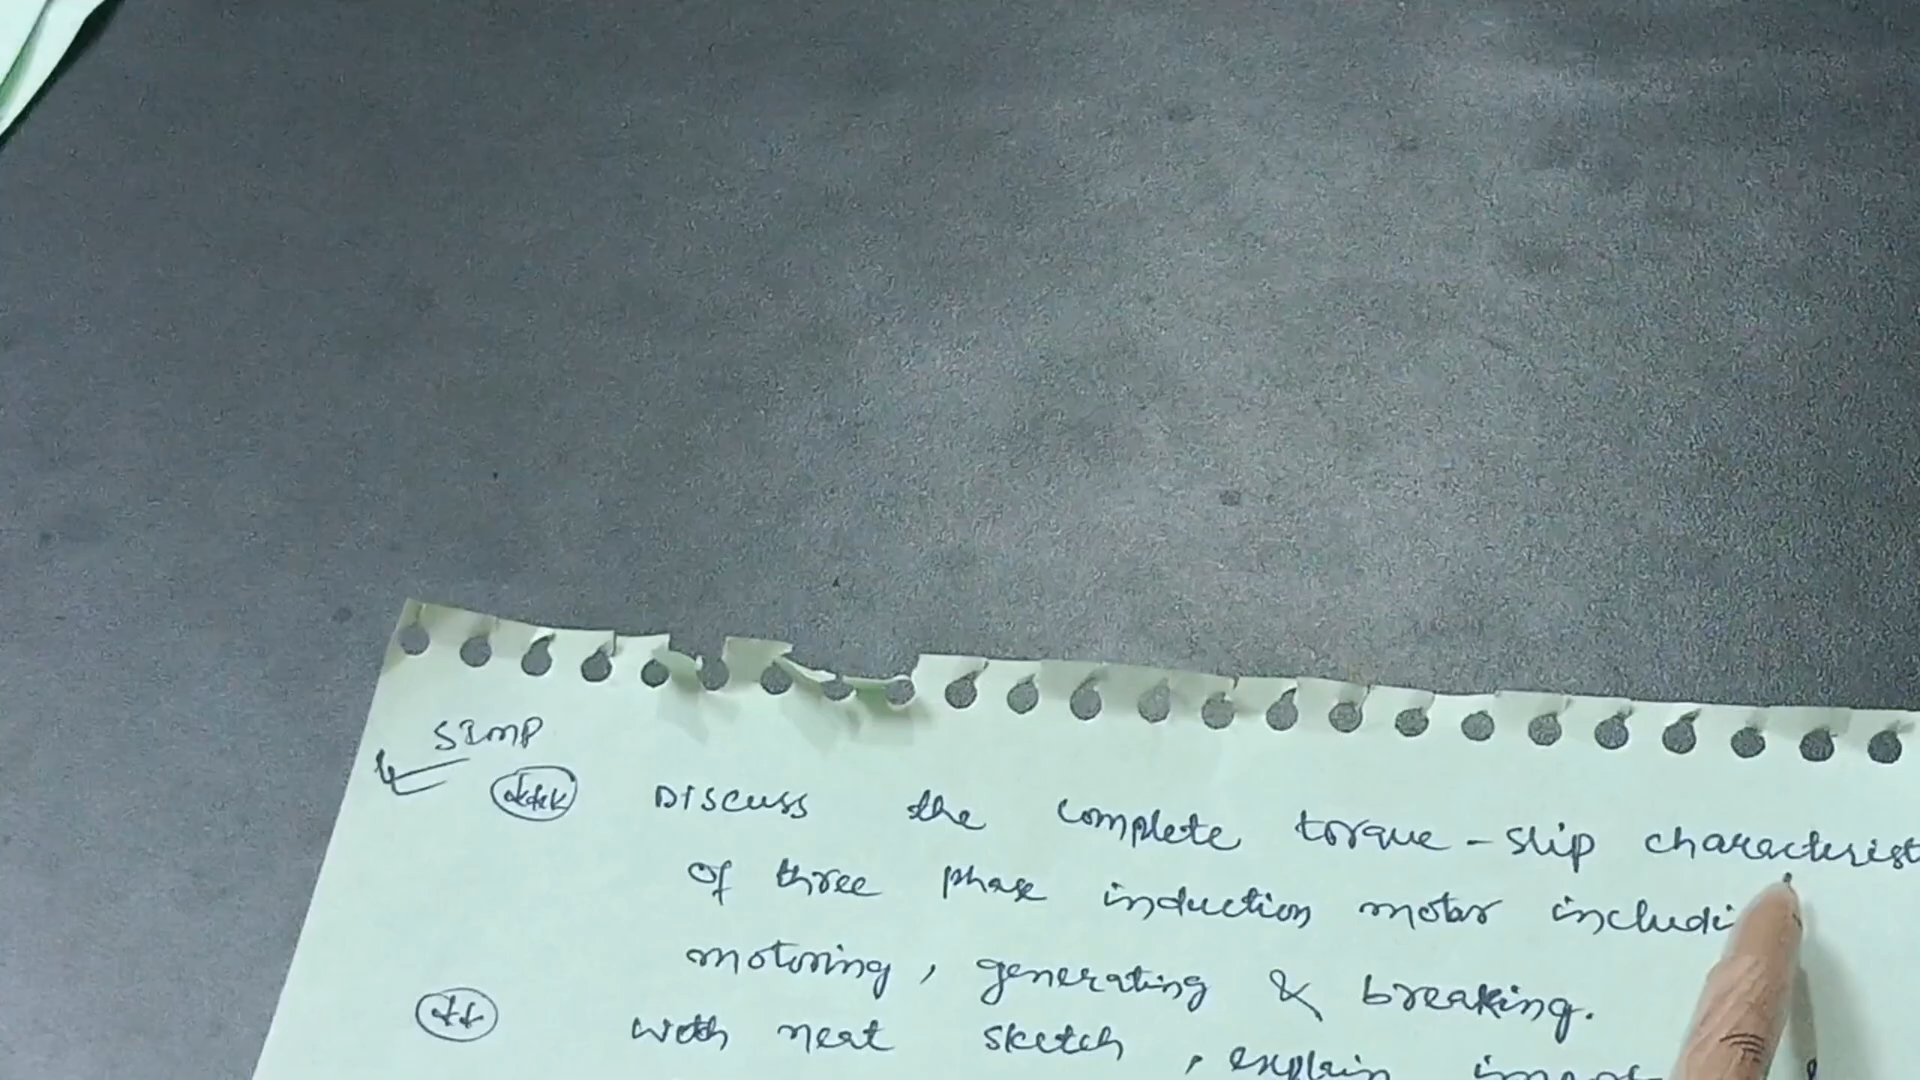 SIMP
*** Discuss the complete torque - slip characterist
of three phase induction motor includi
motoring, generating & breaking.
** with neat sketch, explain